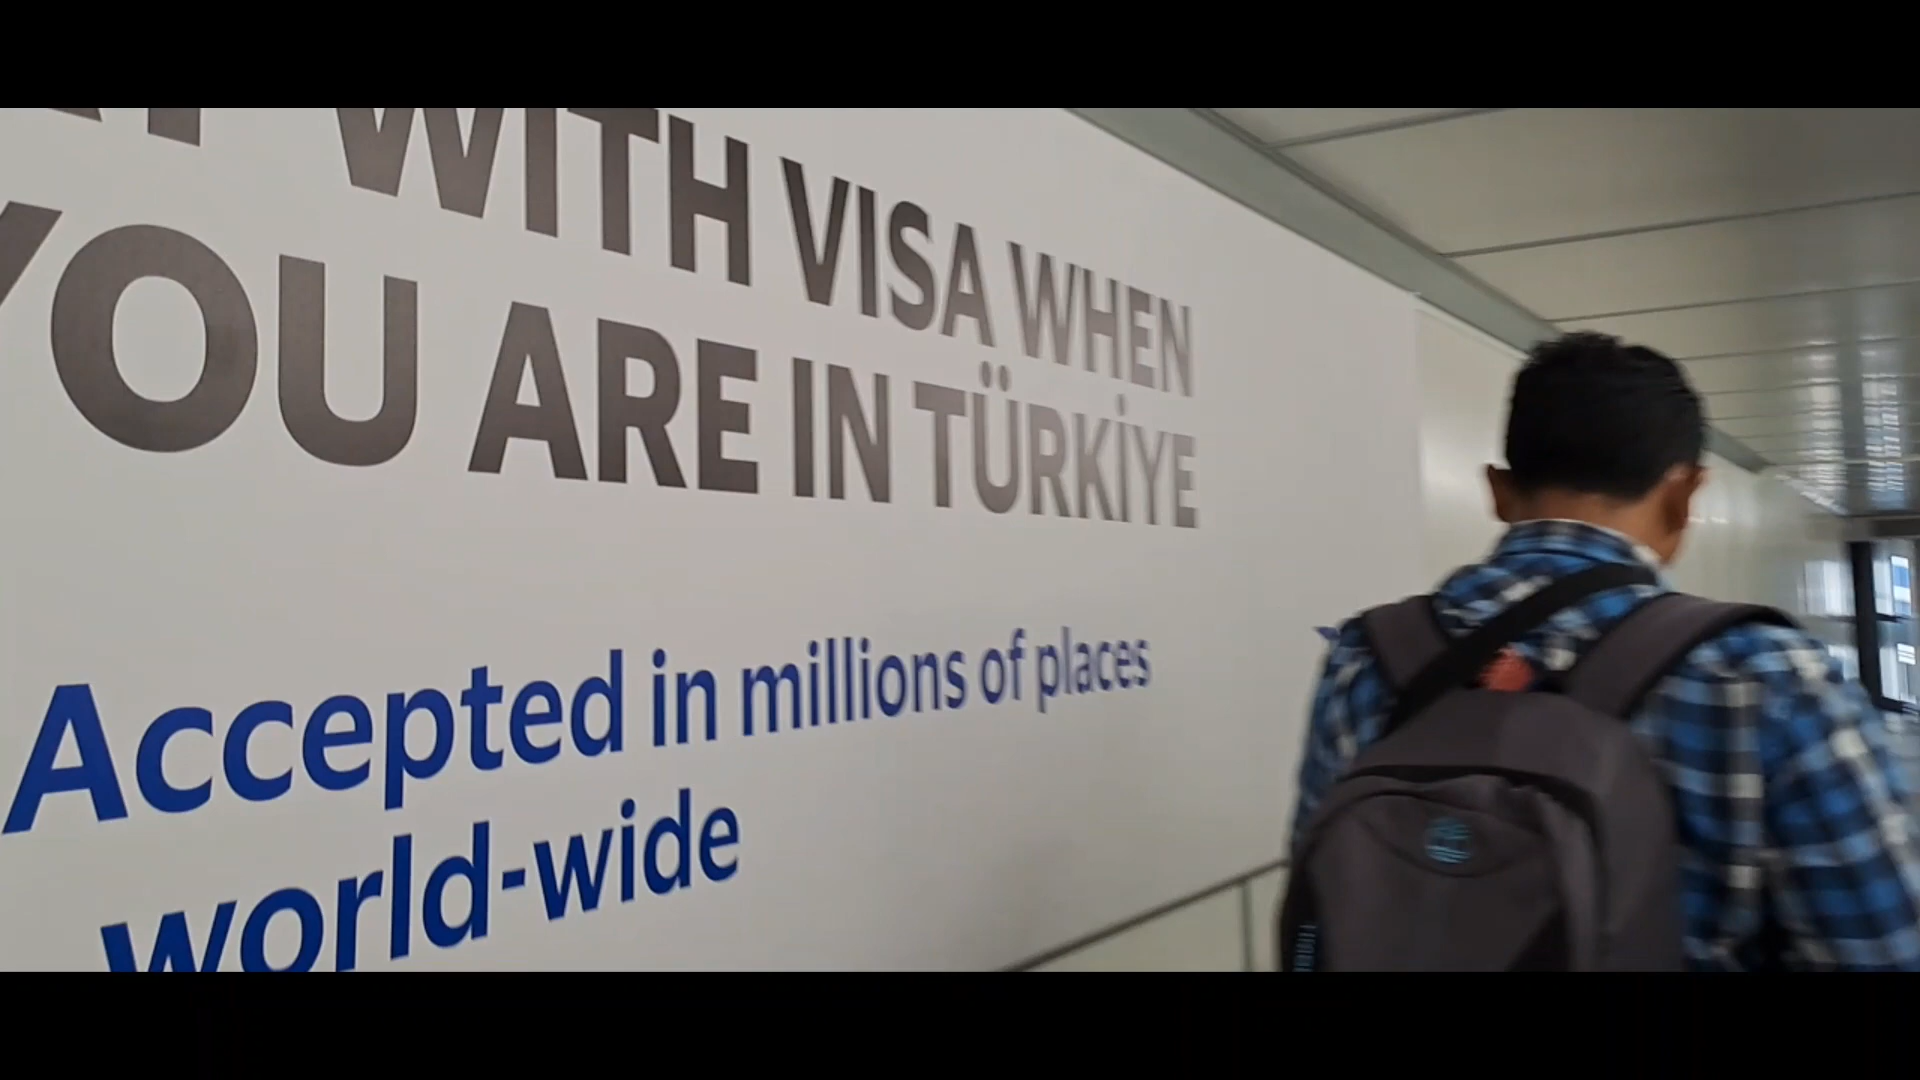 WITH VISA WHEN
YOU ARE IN TÜRKİYE
Accepted in millions of places
world-wide